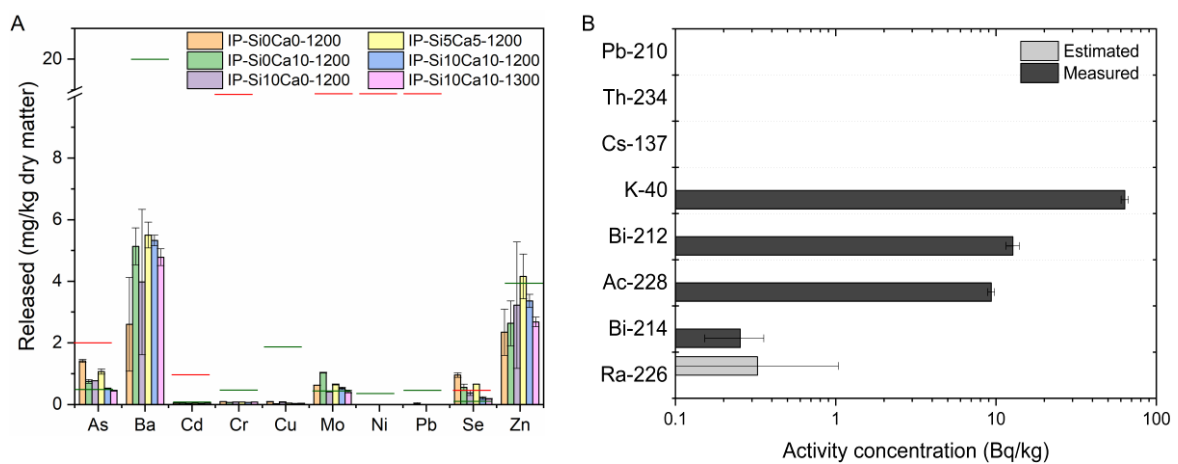 A
IP-Si0Ca0-1200
IP-Si5Ca5-1200
IP-Si0Ca10-1200
IP-Si10Ca10-1200
IP-Si10Ca0-1200
IP-Si10Ca10-1300
Released (mg/kg dry matter)
20
8
6
4
2
0
As Ba Cd Cr Cu Mo Ni Pb Se Zn
B
Estimated
Measured
Pb-210
Th-234
Cs-137
K-40
Bi-212
Ac-228
Bi-214
Ra-226
0.1 1 10 100
Activity concentration (Bq/kg)